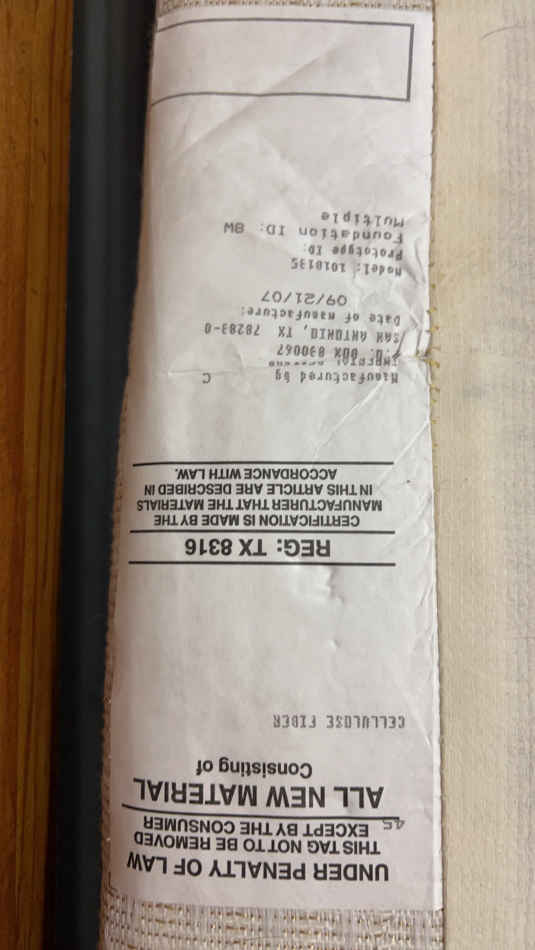 UNDER PENALTY OF LAW
THIS TAG NOT TO BE REMOVED
EXCEPT BY THE CONSUMER
45
ALL NEW MATERIAL
Consisting of
CELLULOSE FIBER
REG: TX 8316
CERTIFICATION IS MADE BY THE
MANUFACTURER THAT THE MATERIALS
IN THIS ARTICLE ARE DESCRIBED IN
ACCORDANCE WITH LAW.
Manufactured by C
IMPERIAL
P.O. BOX 830067
SAN ANTONIO, TX 78283-0
Date of manufacture:
09/21/07
Model: 1010135
Prototype ID:
Foundation ID: BW
Multiple